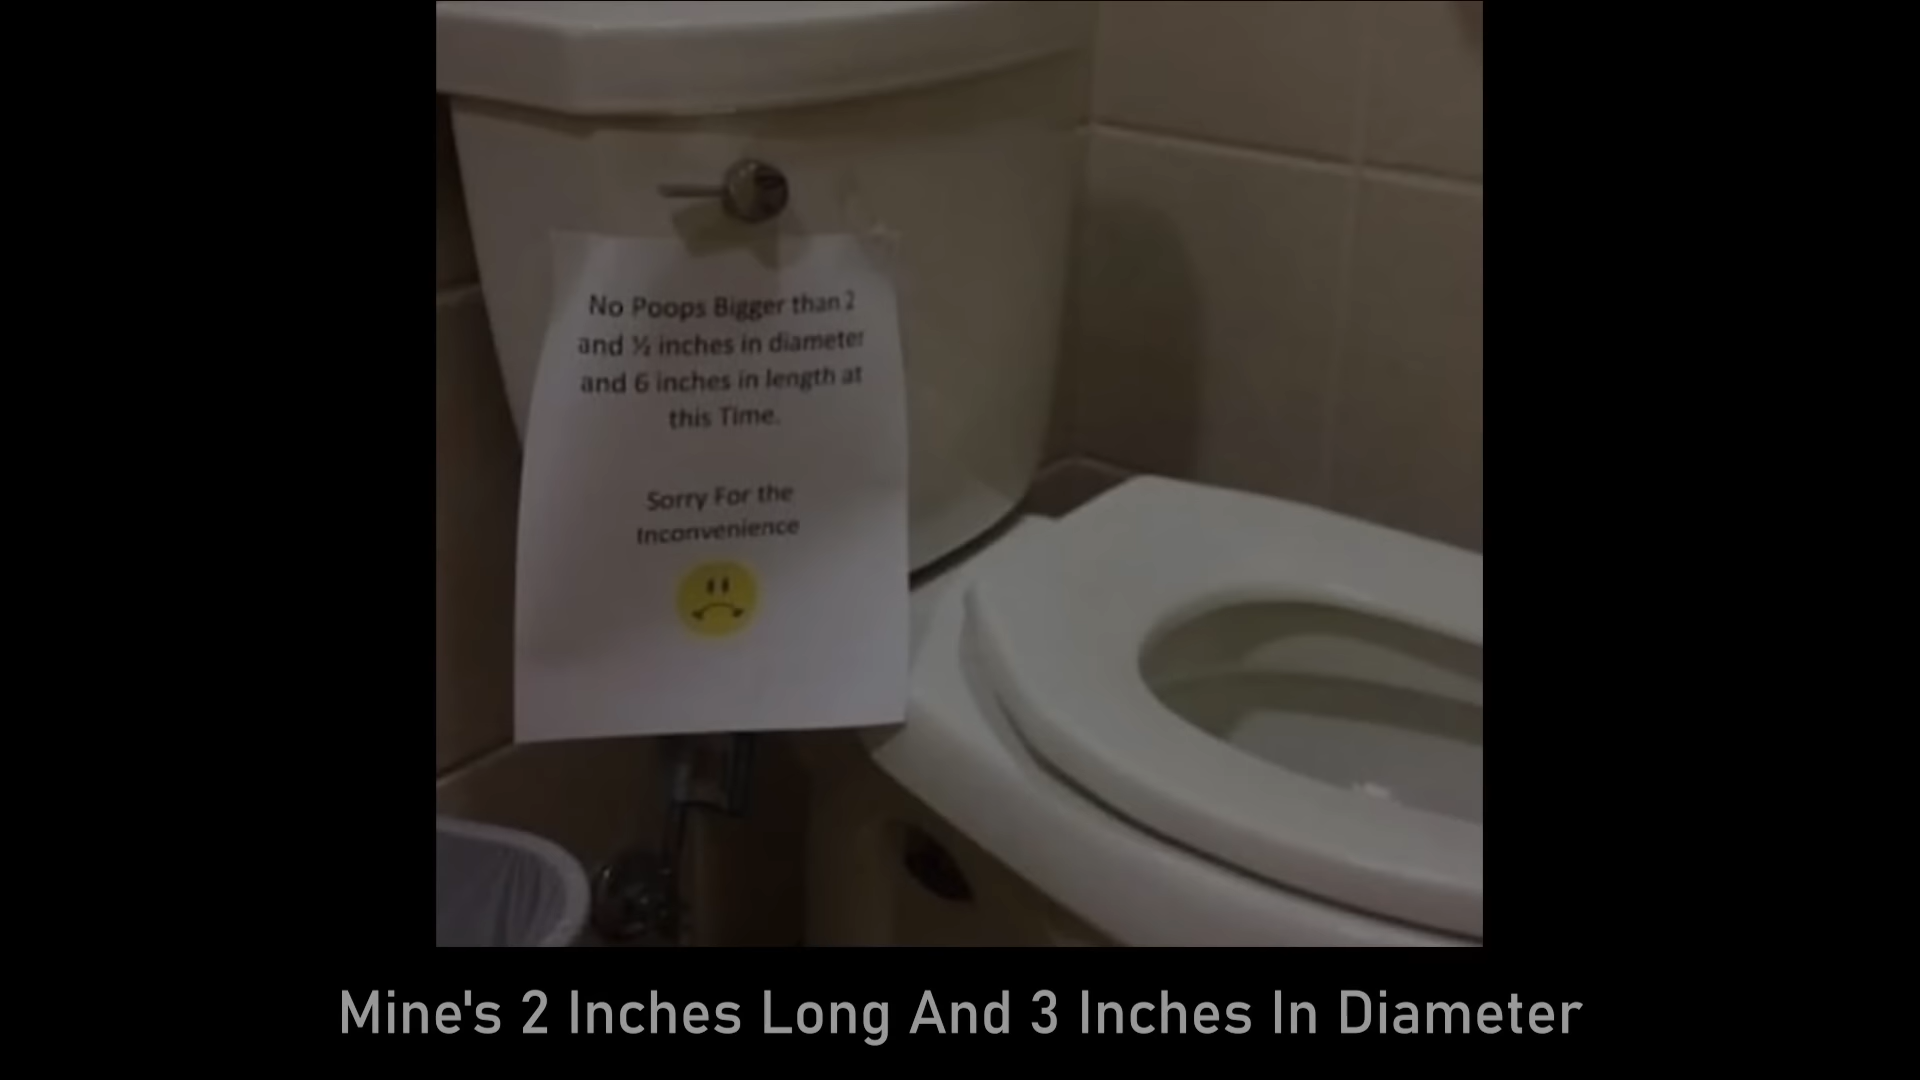 No Poops Bigger than 2
and ½ inches in diameter
and 6 inches in length at
this Time.
Sorry For the
Inconvenience
Mine's 2 Inches Long And 3 Inches In Diameter